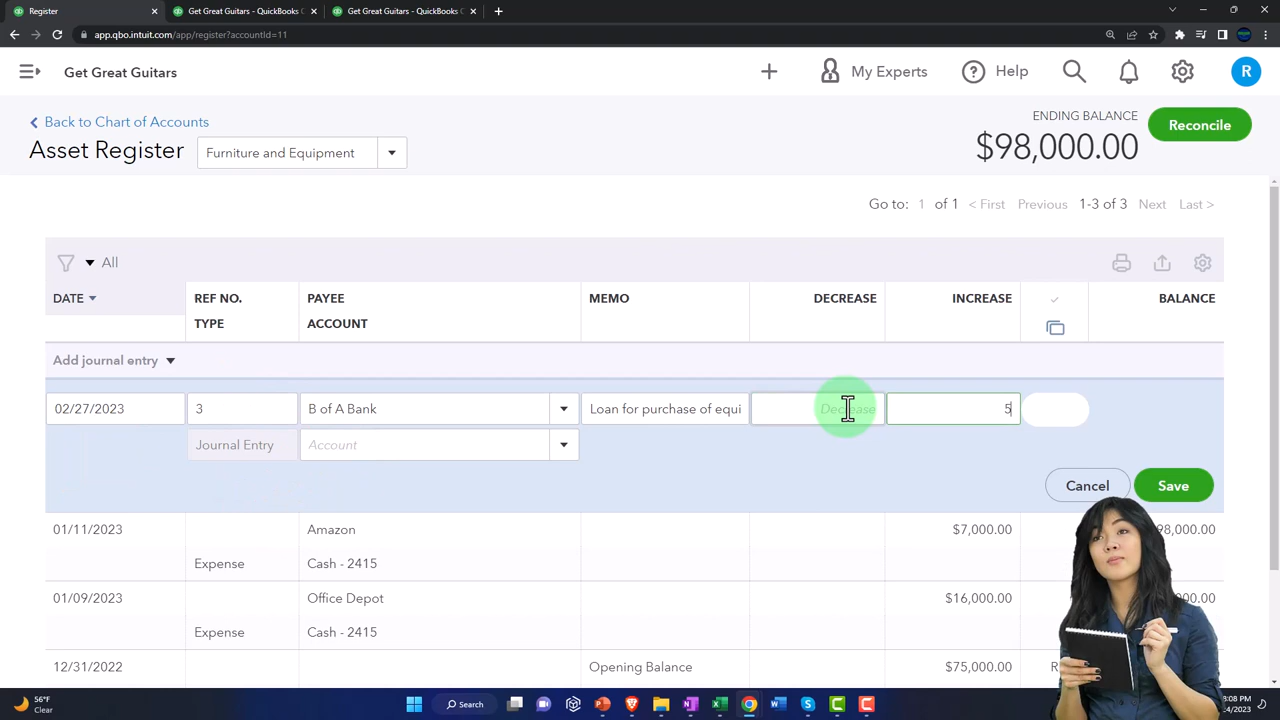 Register
Get Great Guitars - QuickBooks C
Get Great Guitars - QuickBooks C
app.qbo.intuit.com/app/register?accountId=11
Get Great Guitars
My Experts
Help
R
Back to Chart of Accounts
Asset Register
Furniture and Equipment
ENDING BALANCE
$98,000.00
Reconcile
Go to: 1 of 1 < First Previous 1-3 of 3 Next Last >
All
DATE REF NO. PAYEE MEMO DECREASE INCREASE BALANCE
TYPE ACCOUNT
Add journal entry
02/27/2023 3 B of A Bank Loan for purchase of equi Decrease 5
Journal Entry Account
Cancel Save
01/11/2023 Amazon $7,000.00 98,000.00
Expense Cash - 2415
01/09/2023 Office Depot $16,000.00
Expense Cash - 2415
12/31/2022 Opening Balance $75,000.00 R
56°F
Clear
Search